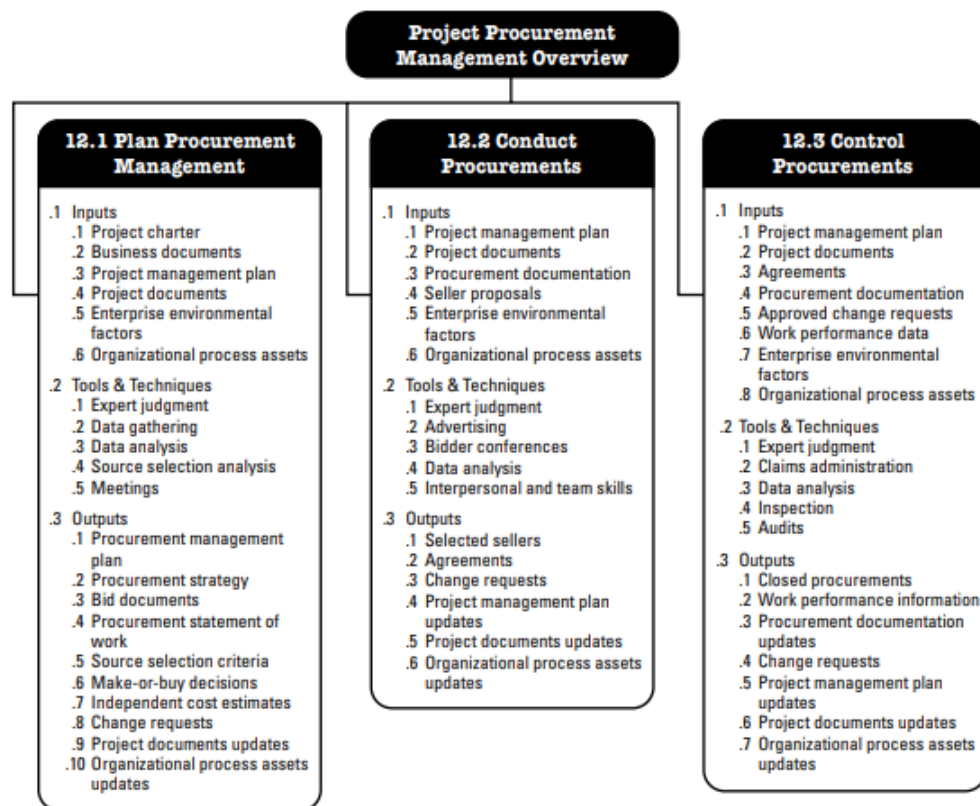 Project Procurement
Management Overview
12.1 Plan Procurement
Management
.1 Inputs
.1 Project charter
.2 Business documents
.3 Project management plan
.4 Project documents
.5 Enterprise environmental
factors
.6 Organizational process assets
.2 Tools & Techniques
.1 Expert judgment
.2 Data gathering
.3 Data analysis
.4 Source selection analysis
.5 Meetings
.3 Outputs
.1 Procurement management
plan
.2 Procurement strategy
.3 Bid documents
.4 Procurement statement of
work
.5 Source selection criteria
.6 Make-or-buy decisions
.7 Independent cost estimates
.8 Change requests
.9 Project documents updates
.10 Organizational process assets
updates
12.2 Conduct
Procurements
.1 Inputs
.1 Project management plan
.2 Project documents
.3 Procurement documentation
.4 Seller proposals
.5 Enterprise environmental
factors
.6 Organizational process assets
.2 Tools & Techniques
.1 Expert judgment
.2 Advertising
.3 Bidder conferences
.4 Data analysis
.5 Interpersonal and team skills
.3 Outputs
.1 Selected sellers
.2 Agreements
.3 Change requests
.4 Project management plan
updates
.5 Project documents updates
.6 Organizational process assets
updates
12.3 Control
Procurements
.1 Inputs
.1 Project management plan
.2 Project documents
.3 Agreements
.4 Procurement documentation
.5 Approved change requests
.6 Work performance data
.7 Enterprise environmental
factors
.8 Organizational process assets
.2 Tools & Techniques
.1 Expert judgment
.2 Claims administration
.3 Data analysis
.4 Inspection
.5 Audits
.3 Outputs
.1 Closed procurements
.2 Work performance information
.3 Procurement documentation
updates
.4 Change requests
.5 Project management plan
updates
.6 Project documents updates
.7 Organizational process assets
updates